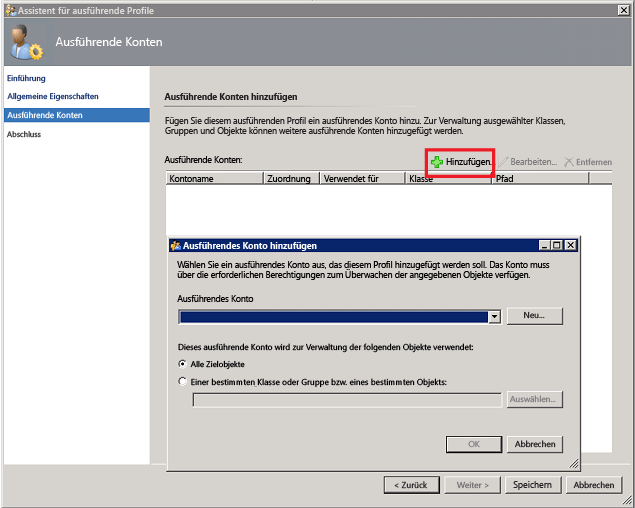 Assistent für ausführende Profile
Ausführende Konten
Einführung
Allgemeine Eigenschaften
Ausführende Konten
Abschluss
Ausführende Konten hinzufügen
Fügen Sie diesem ausführenden Profil ein ausführendes Konto hinzu. Zur Verwaltung ausgewählter Klassen,
Gruppen und Objekte können weitere ausführende Konten hinzugefügt werden.
Ausführende Konten: Hinzufügen... Bearbeiten... Entfernen
Kontoname Zuordnung Verwendet für Klasse Pfad
Ausführendes Konto hinzufügen
Wählen Sie ein ausführendes Konto aus, das diesem Profil hinzugefügt werden soll. Das Konto muss
über die erforderlichen Berechtigungen zum Überwachen der angegebenen Objekte verfügen.
Ausführendes Konto
Neu...
Dieses ausführende Konto wird zur Verwaltung der folgenden Objekte verwendet:
Alle Zielobjekte
Einer bestimmten Klasse oder Gruppe bzw. eines bestimmten Objekts:
Auswählen...
OK Abbrechen
< Zurück Weiter > Speichern Abbrechen